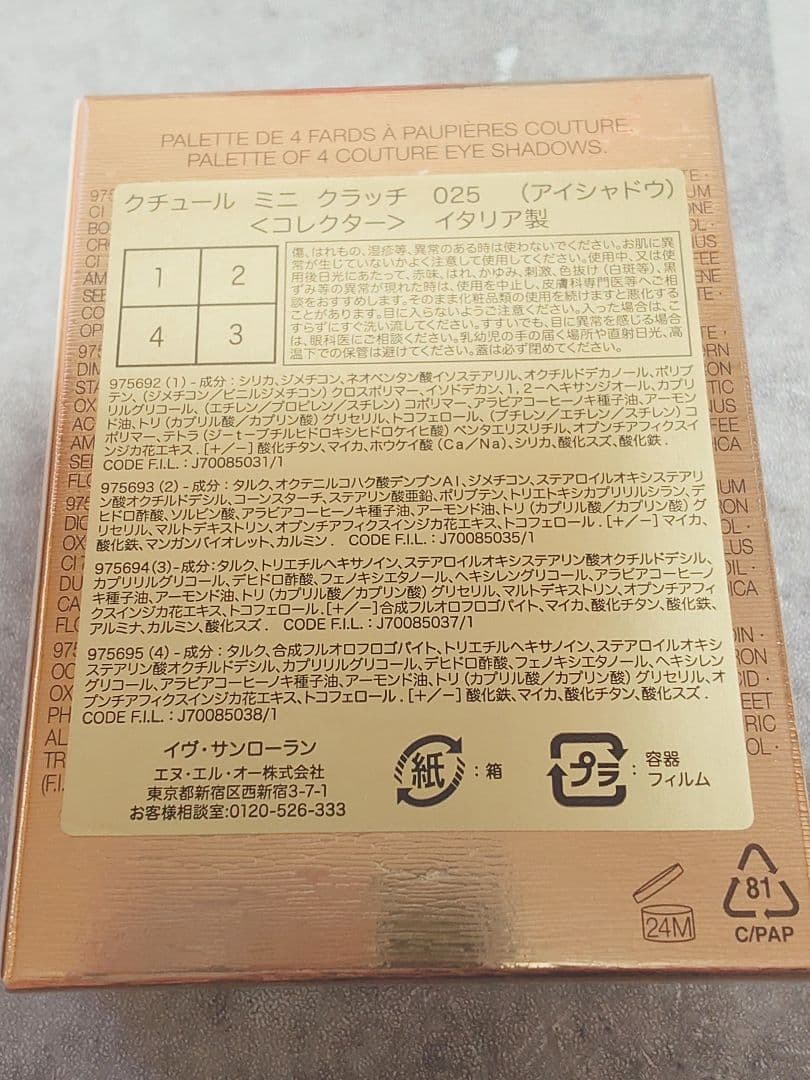 PALETTE DE 4 FARDS À PAUPIÈRES COUTURE.
PALETTE OF 4 COUTURE EYE SHADOWS.
クチュール ミニ クラッチ 025 (アイシャドウ)
<コレクター> イタリア製
1 2
4 3
傷、はれもの、湿疹等、異常のある時は使わないでください。お肌に異
常が生じていないかよく注意して使用してください。使用中、又は使
用後日光にあたって、赤味、はれ、かゆみ、刺激、色抜け(白斑等)、黒
ずみ等の異常が現れた時は、使用を中止し、皮膚科専門医等へご相
談をおすすめします。そのまま化粧品類の使用を続けますと悪化する
ことがあります。目に入らないようご注意ください。入った場合は、こ
すらずにすぐ洗い流してください。すすいでも、目に異常を感じる場合
は、眼科医にご相談ください。乳幼児の手の届く場所や直射日光、高
温下での保管は避けてください。蓋は必ず閉めてください。
975692 (1) - 成分 : シリカ、ジメチコン、ネオペンタン酸イソステアリル、オクチルドデカノール、ポリブ
テン、(ジメチコン/ビニルジメチコン) クロスポリマー、イソドデカン、1,2-ヘキサンジオール、カプリ
リルグリコール、(エチレン/プロピレン/スチレン) コポリマー、アラビアコーヒーノキ種子油、アーモン
ド油、トリ(カプリル酸/カプリン酸) グリセリル、トコフェロール、(ブチレン/エチレン/スチレン) コ
ポリマー、テトラ (ジ-t-ブチルヒドロキシヒドロケイヒ酸) ペンタエリスリチル、オプンチアフィクスイ
ンジカ花エキス . [+/-] 酸化チタン、マイカ、ホウケイ酸 (Ca/Na)、シリカ、酸化スズ、酸化鉄 .
CODE F.I.L. : J70085031/1
975693 (2) - 成分 : タルク、オクテニルコハク酸デンプンAl、ジメチコン、ステアロイルオキシステアリ
ン酸オクチルドデシル、コーンスターチ、ステアリン酸亜鉛、ポリブテン、トリエトキシカプリリルシラン、デ
ヒドロ酢酸、ソルビン酸、アラビアコーヒーノキ種子油、アーモンド油、トリ (カプリル酸/カプリン酸) グ
リセリル、マルトデキストリン、オプンチアフィクスインジカ花エキス、トコフェロール . [+/-] マイカ、
酸化鉄、マンガンバイオレット、カルミン . CODE F.I.L. : J70085035/1
975694(3)-成分:タルク、トリエチルヘキサノイン、ステアロイルオキシステアリン酸オクチルドデシル、
カプリリルグリコール、デヒドロ酢酸、フェノキシエタノール、ヘキシレングリコール、アラビアコーヒーノ
キ種子油、アーモンド油、トリ (カプリル酸/カプリン酸) グリセリル、マルトデキストリン、オプンチアフィ
クスインジカ花エキス、トコフェロール.[+/-]合成フルオロフロゴパイト、マイカ、酸化チタン、酸化鉄、
アルミナ、カルミン、酸化スズ . CODE F.I.L. : J70085037/1
975695 (4) - 成分 : タルク、合成フルオロフロゴパイト、トリエチルヘキサノイン、ステアロイルオキシ
ステアリン酸オクチルドデシル、カプリリルグリコール、デヒドロ酢酸、フェノキシエタノール、ヘキシレン
グリコール、アラビアコーヒーノキ種子油、アーモンド油、トリ (カプリル酸/カプリン酸) グリセリル、オ
プンチアフィクスインジカ花エキス、トコフェロール . [+/-] 酸化鉄、マイカ、酸化チタン、酸化スズ .
CODE F.I.L. : J70085038/1
イヴ・サンローラン
エヌ・エル・オー株式会社
東京都新宿区西新宿3-7-1
お客様相談室:0120-526-333
紙 : 箱
プラ : 容器
フィルム
24M
81
C/PAP